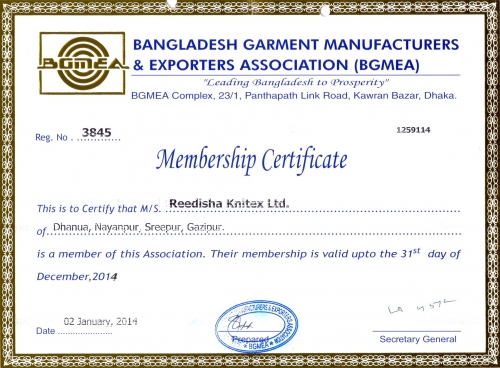 BGMEA
BANGLADESH GARMENT MANUFACTURERS
& EXPORTERS ASSOCIATION (BGMEA)
"Leading Bangladesh to Prosperity"
BGMEA Complex, 23/1, Panthapath Link Road, Kawran Bazar, Dhaka.
Reg. No. 3845
1259114
Membership Certificate
This is to Certify that M/S. Reedisha Knitex Ltd.
of Dhanua, Nayanpur, Sreepur, Gazipur.
is a member of this Association. Their membership is valid upto the 31st day of
December,2014
Date 02 January, 2014
Prepared
BGMEA
Secretary General